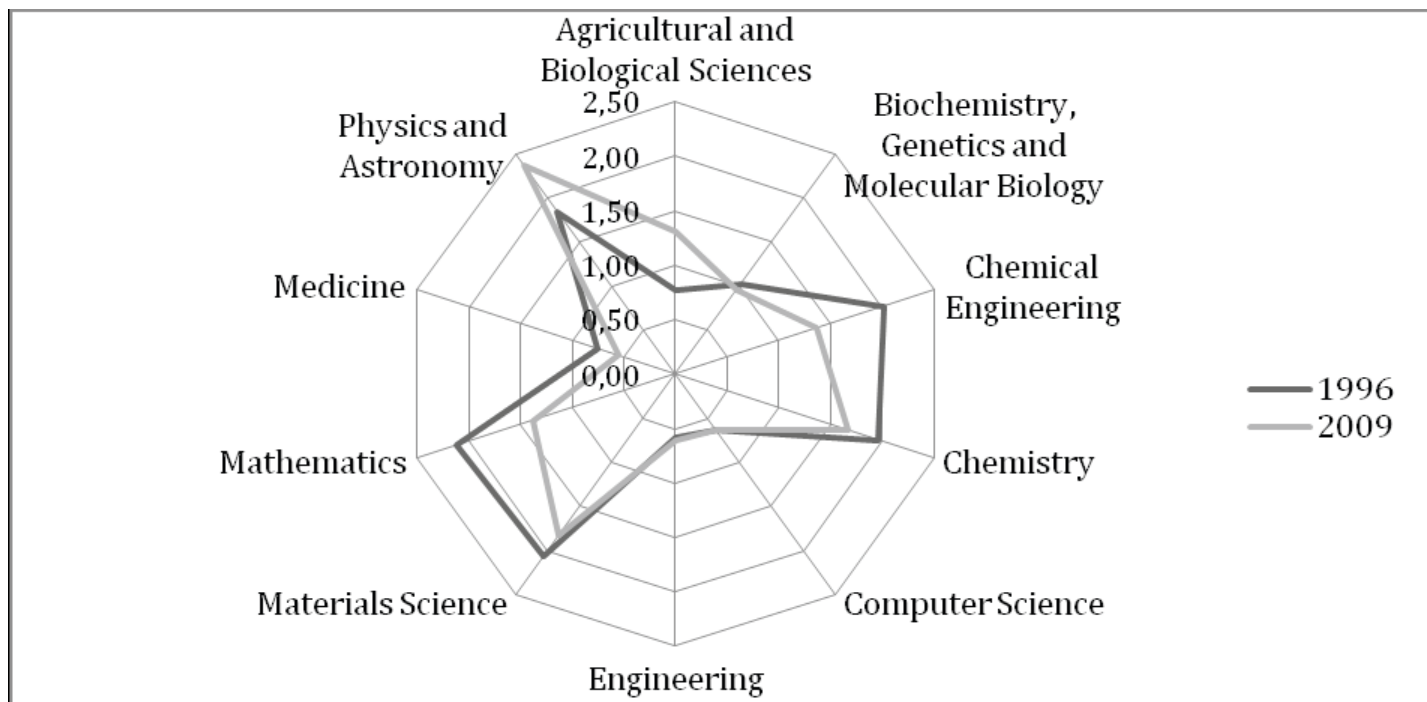 Agricultural and
Biological Sciences
2,50
2,00
1,50
1,00
0,50
0,00
Biochemistry,
Genetics and
Molecular Biology
Chemical
Engineering
Chemistry
Computer Science
Engineering
Materials Science
Mathematics
Medicine
Physics and
Astronomy
1996
2009